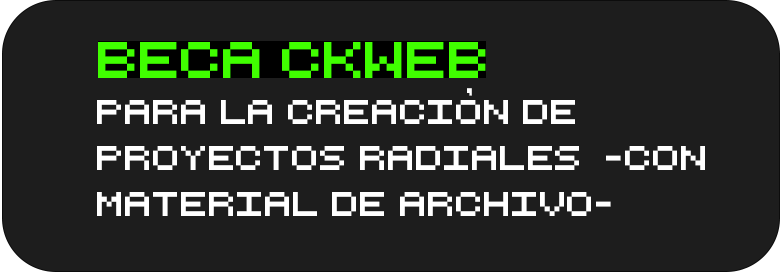 BECA CKWEB
PARA LA CREACIÓN DE
PROYECTOS RADIALES -CON
MATERIAL DE ARCHIVO-